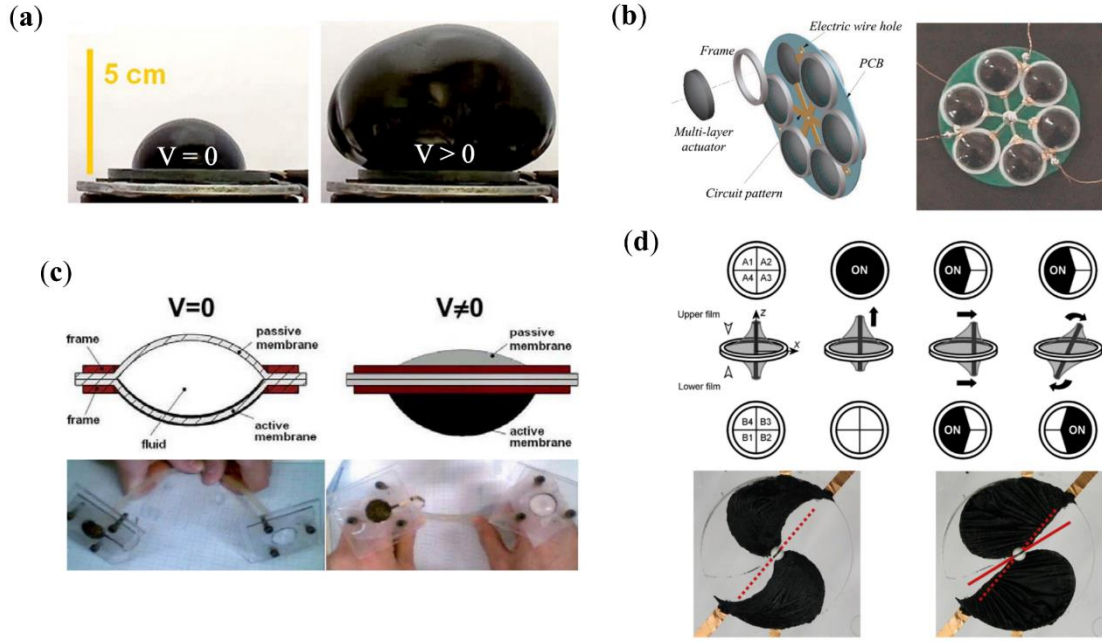 (a)
5 cm
V = 0
V > 0
(b)
Electric wire hole
Frame
PCB
Multi-layer
actuator
Circuit pattern
(c)
V=0
V≠0
frame
passive
membrane
passive
membrane
frame
fluid
active
membrane
active
membrane
(d)
A1 A2
A4 A3
ON
ON
ON
Upper film
Z
X
Lower film
B4 B3
B1 B2
ON
ON